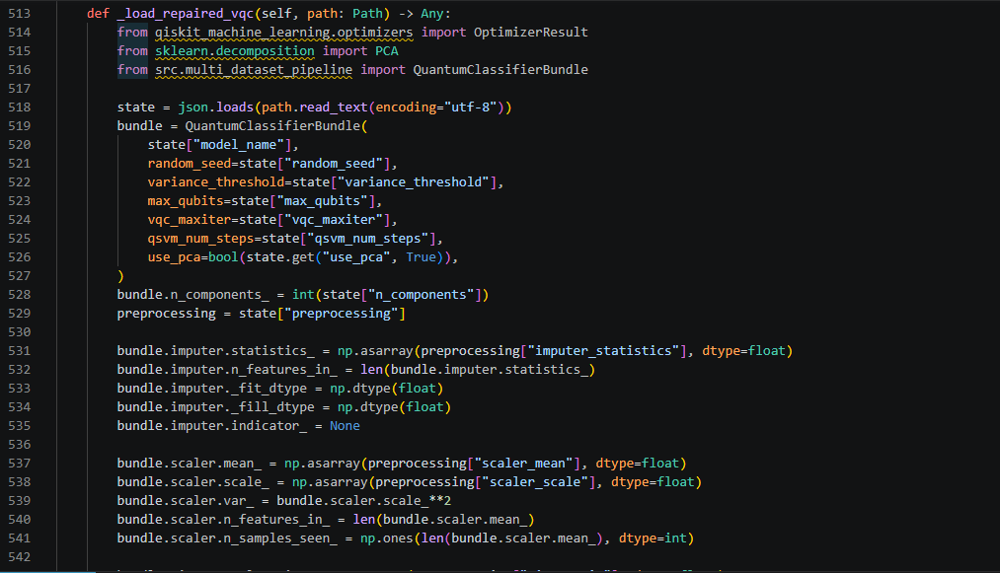 513 def _load_repaired_vqc(self, path: Path) -> Any:
514 from qiskit_machine_learning.optimizers import OptimizerResult
515 from sklearn.decomposition import PCA
516 from src.multi_dataset_pipeline import QuantumClassifierBundle
517
518 state = json.loads(path.read_text(encoding="utf-8"))
519 bundle = QuantumClassifierBundle(
520 state["model_name"],
521 random_seed=state["random_seed"],
522 variance_threshold=state["variance_threshold"],
523 max_qubits=state["max_qubits"],
524 vqc_maxiter=state["vqc_maxiter"],
525 qsvm_num_steps=state["qsvm_num_steps"],
526 use_pca=bool(state.get("use_pca", True)),
527 )
528 bundle.n_components_ = int(state["n_components"])
529 preprocessing = state["preprocessing"]
530
531 bundle.imputer.statistics_ = np.asarray(preprocessing["imputer_statistics"], dtype=float)
532 bundle.imputer.n_features_in_ = len(bundle.imputer.statistics_)
533 bundle.imputer._fit_dtype = np.dtype(float)
534 bundle.imputer._fill_dtype = np.dtype(float)
535 bundle.imputer.indicator_ = None
536
537 bundle.scaler.mean_ = np.asarray(preprocessing["scaler_mean"], dtype=float)
538 bundle.scaler.scale_ = np.asarray(preprocessing["scaler_scale"], dtype=float)
539 bundle.scaler.var_ = bundle.scaler.scale_**2
540 bundle.scaler.n_features_in_ = len(bundle.scaler.mean_)
541 bundle.scaler.n_samples_seen_ = np.ones(len(bundle.scaler.mean_), dtype=int)
542